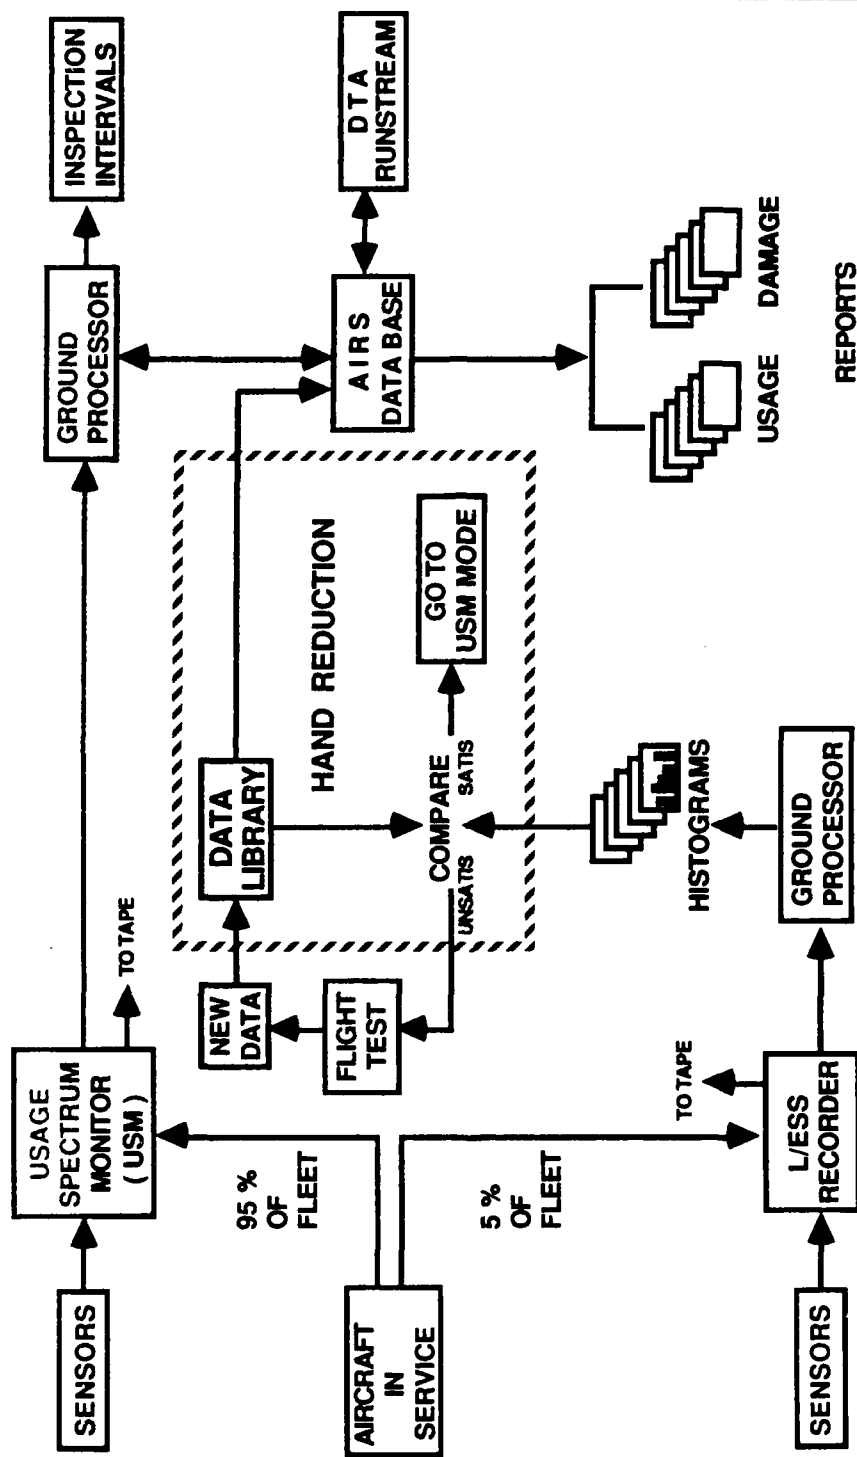 SENSORS
USAGE
SPECTRUM
MONITOR
( USM )
TO TAPE
GROUND
PROCESSOR
INSPECTION
INTERVALS
95 %
OF
FLEET
AIRCRAFT
IN
SERVICE
5 %
OF
FLEET
NEW
DATA
FLIGHT
TEST
DATA
LIBRARY
HAND REDUCTION
UNSATIS
COMPARE
SATIS
GO TO
USM MODE
AIRS
DATA BASE
DTA
RUNSTREAM
SENSORS
L/ESS
RECORDER
TO TAPE
GROUND
PROCESSOR
HISTOGRAMS
USAGE
DAMAGE
REPORTS